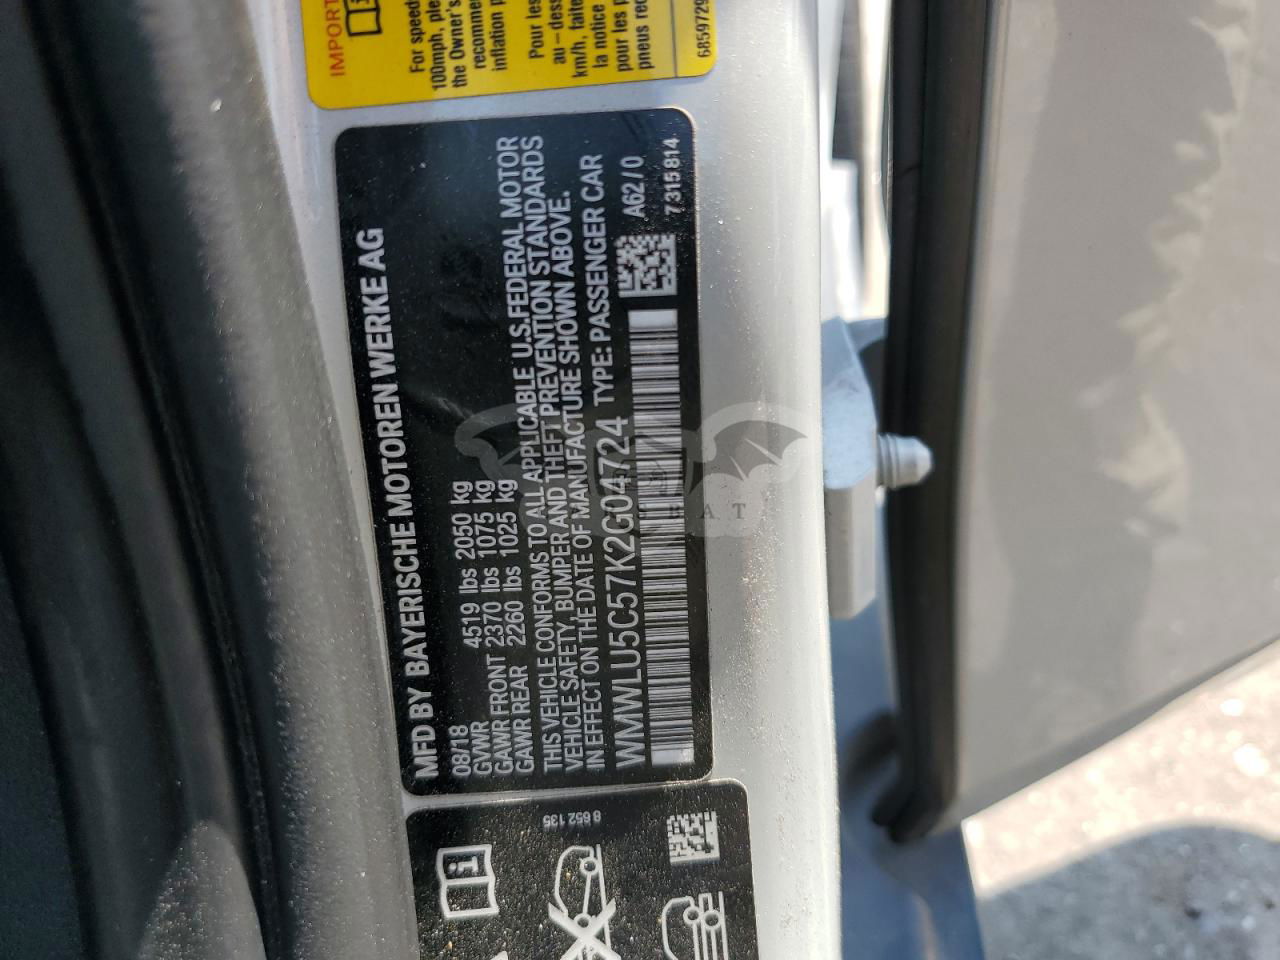 IMPORT
For speeds
100mph, ple
the Owner's
recommen
inflation p
Pour les
au-dess
km/h, faite
la notice
pour les p
pneus rec
6859729
MFD BY BAYERISCHE MOTOREN WERKE AG
08/18
GVWR 4519 lbs 2050 kg
GAWR FRONT 2370 lbs 1075 kg
GAWR REAR 2260 lbs 1025 kg
THIS VEHICLE CONFORMS TO ALL APPLICABLE U.S.FEDERAL MOTOR
VEHICLE SAFETY, BUMPER AND THEFT PREVENTION STANDARDS
IN EFFECT ON THE DATE OF MANUFACTURE SHOWN ABOVE.
WMWLU5C57K2G04724 TYPE: PASSENGER CAR
A62/0
7 315 814
8 652 135